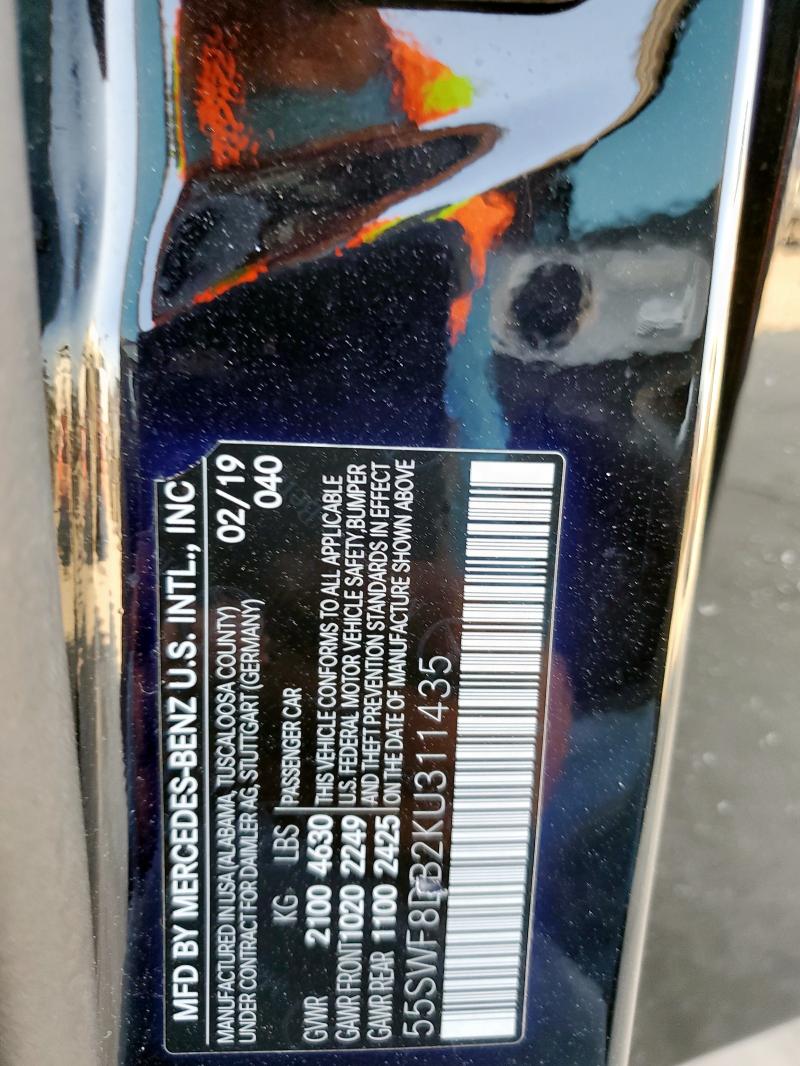 MFD BY MERCEDES-BENZ U.S. INTL., INC
MANUFACTURED IN USA (ALABAMA, TUSCALOOSA COUNTY)
UNDER CONTRACT FOR DAIMLER AG, STUTTGART (GERMANY)
02/19
040
KG LBS PASSENGER CAR
GVWR 2100 4630
GAWR FRONT 1020 2249
GAWR REAR 1100 2425
THIS VEHICLE CONFORMS TO ALL APPLICABLE
U.S. FEDERAL MOTOR VEHICLE SAFETY,BUMPER
AND THEFT PREVENTION STANDARDS IN EFFECT
ON THE DATE OF MANUFACTURE SHOWN ABOVE
55SWF8DB2KU311435